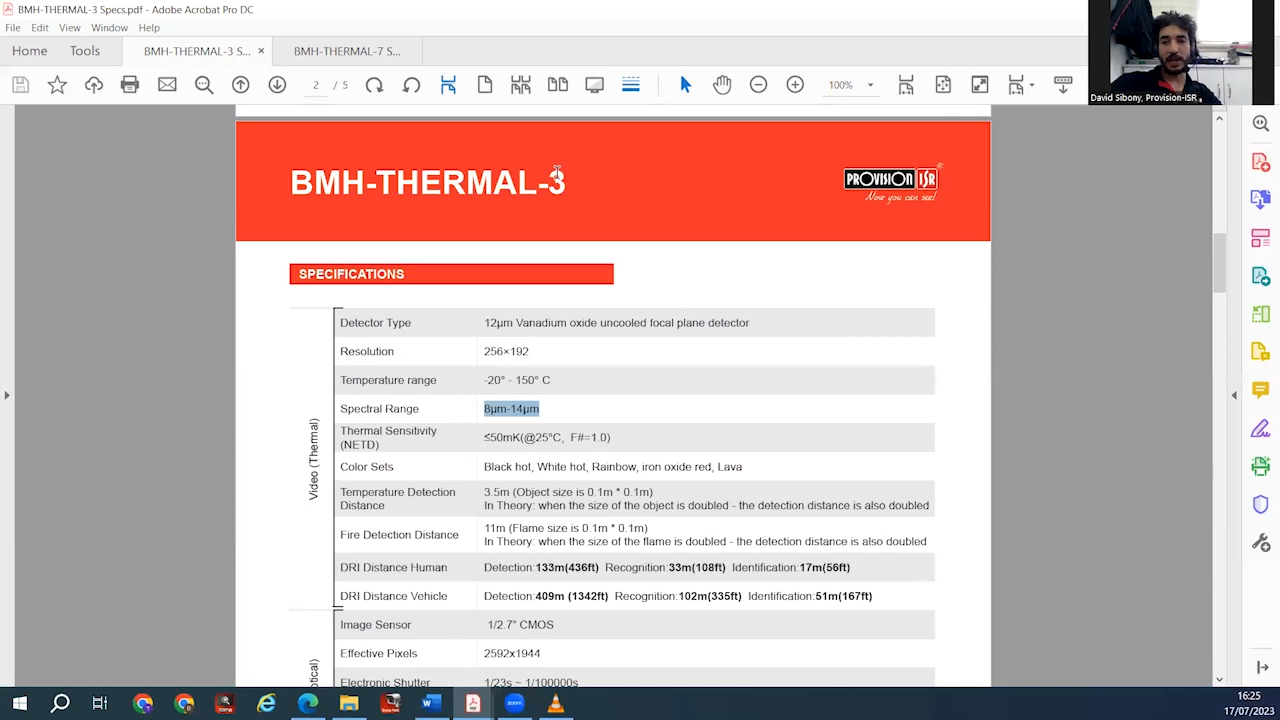 BMH-THERMAL-3 Specs.pdf - Adobe Acrobat Pro DC
File Edit View Window Help
Home Tools BMH-THERMAL-3 S... × BMH-THERMAL-7 S...
2 / 5 100%
David Sibony, Provision-ISR
BMH-THERMAL-3
PROVISION ISR
Now you can see!
SPECIFICATIONS
Video (Thermal)
Detector Type 12µm Vanadium oxide uncooled focal plane detector
Resolution 256×192
Temperature range -20° - 150° C
Spectral Range 8µm-14µm
Thermal Sensitivity (NETD) ≤50mK(@25°C, F#=1.0)
Color Sets Black hot, White hot, Rainbow, iron oxide red, Lava
Temperature Detection Distance 3.5m (Object size is 0.1m * 0.1m)
In Theory: when the size of the object is doubled - the detection distance is also doubled
Fire Detection Distance 11m (Flame size is 0.1m * 0.1m)
In Theory: when the size of the flame is doubled - the detection distance is also doubled
DRI Distance Human Detection:133m(436ft) Recognition:33m(108ft) Identification:17m(56ft)
DRI Distance Vehicle Detection:409m (1342ft) Recognition:102m(335ft) Identification:51m(167ft)
Image Sensor 1/2.7" CMOS
Effective Pixels 2592x1944
Electronic Shutter 1/23s ~ 1/100000s
16:25
17/07/2023